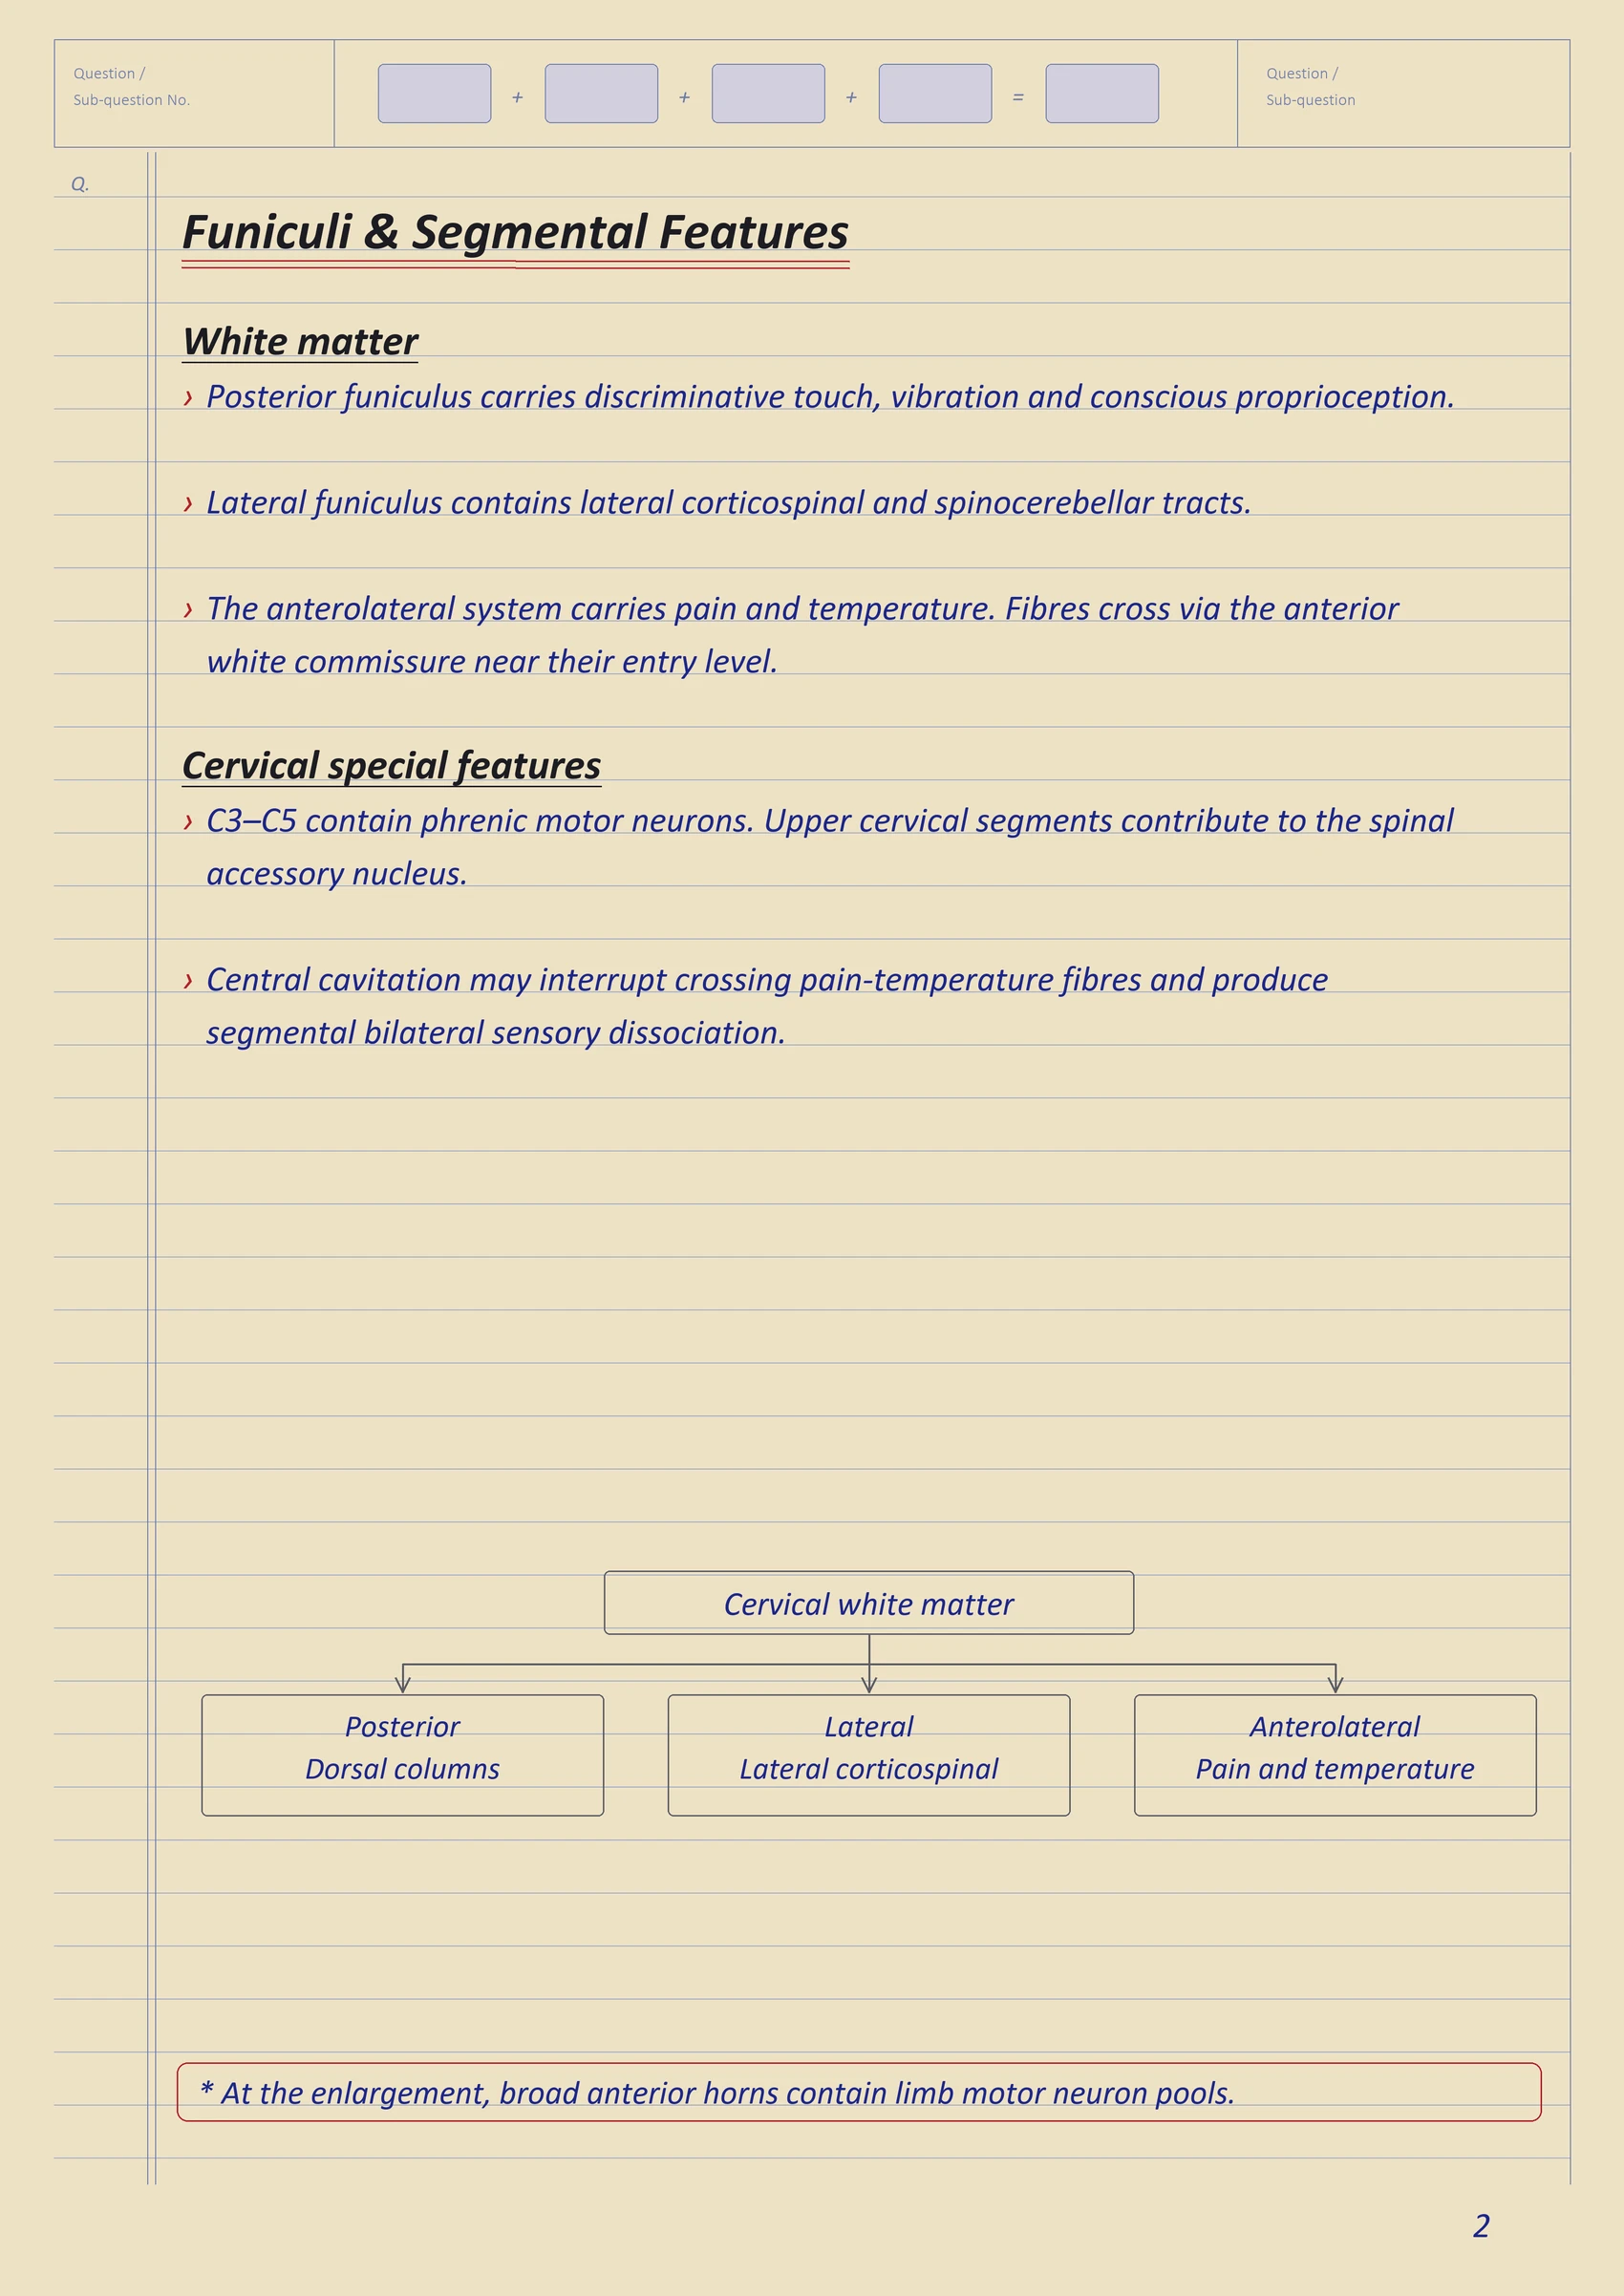 Question /
Sub-question No.
+ + + =
Question /
Sub-question
Q.
Funiculi & Segmental Features
White matter
› Posterior funiculus carries discriminative touch, vibration and conscious proprioception.
› Lateral funiculus contains lateral corticospinal and spinocerebellar tracts.
› The anterolateral system carries pain and temperature. Fibres cross via the anterior
white commissure near their entry level.
Cervical special features
› C3–C5 contain phrenic motor neurons. Upper cervical segments contribute to the spinal
accessory nucleus.
› Central cavitation may interrupt crossing pain-temperature fibres and produce
segmental bilateral sensory dissociation.
Cervical white matter
Posterior
Dorsal columns
Lateral
Lateral corticospinal
Anterolateral
Pain and temperature
* At the enlargement, broad anterior horns contain limb motor neuron pools.
2